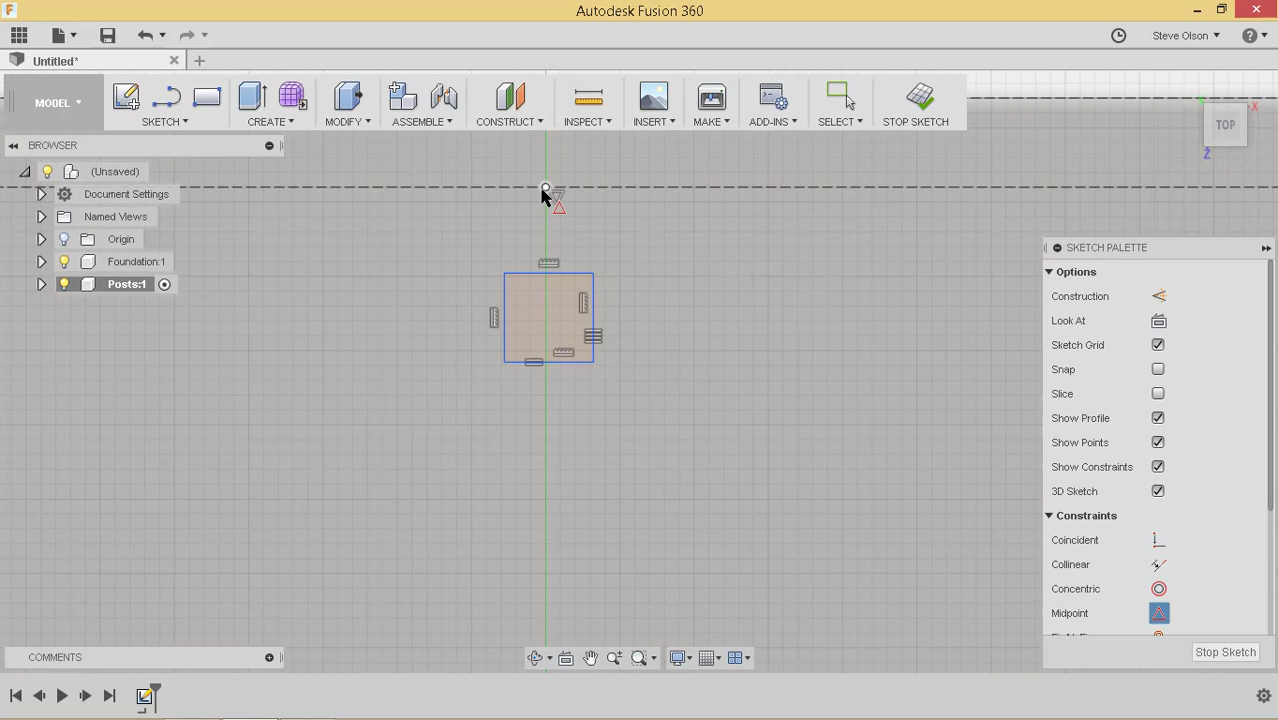 F Autodesk Fusion 360
Steve Olson
Untitled*
MODEL
SKETCH CREATE MODIFY ASSEMBLE CONSTRUCT INSPECT INSERT MAKE ADD-INS SELECT STOP SKETCH
X
TOP
Z
BROWSER
(Unsaved)
Document Settings
Named Views
Origin
Foundation:1
Posts:1
SKETCH PALETTE
Options
Construction
Look At
Sketch Grid
Snap
Slice
Show Profile
Show Points
Show Constraints
3D Sketch
Constraints
Coincident
Collinear
Concentric
Midpoint
COMMENTS
Stop Sketch